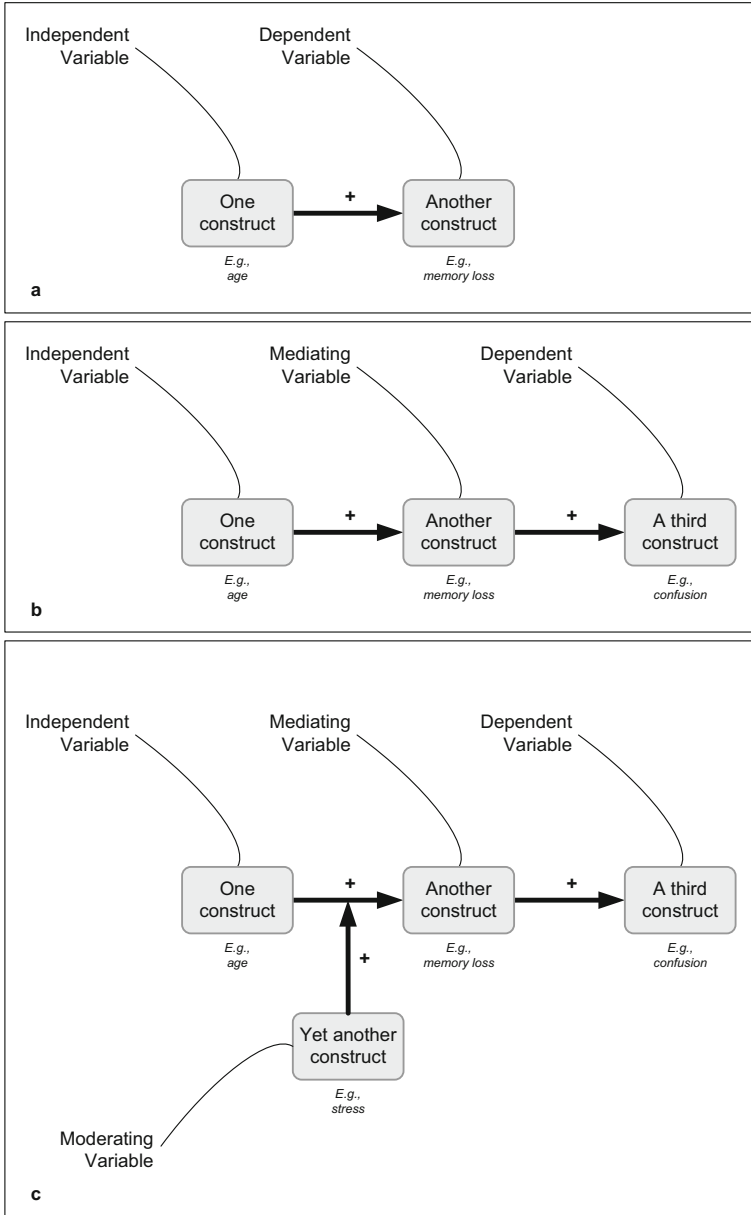 Independent
Variable
Dependent
Variable
+
One
construct
Another
construct
E.g.,
age
E.g.,
memory loss
a
Independent
Variable
Mediating
Variable
Dependent
Variable
+
+
One
construct
Another
construct
A third
construct
E.g.,
age
E.g.,
memory loss
E.g.,
confusion
b
Independent
Variable
Mediating
Variable
Dependent
Variable
+
+
One
construct
Another
construct
A third
construct
E.g.,
age
E.g.,
memory loss
E.g.,
confusion
+
Yet another
construct
E.g.,
stress
Moderating
Variable
c